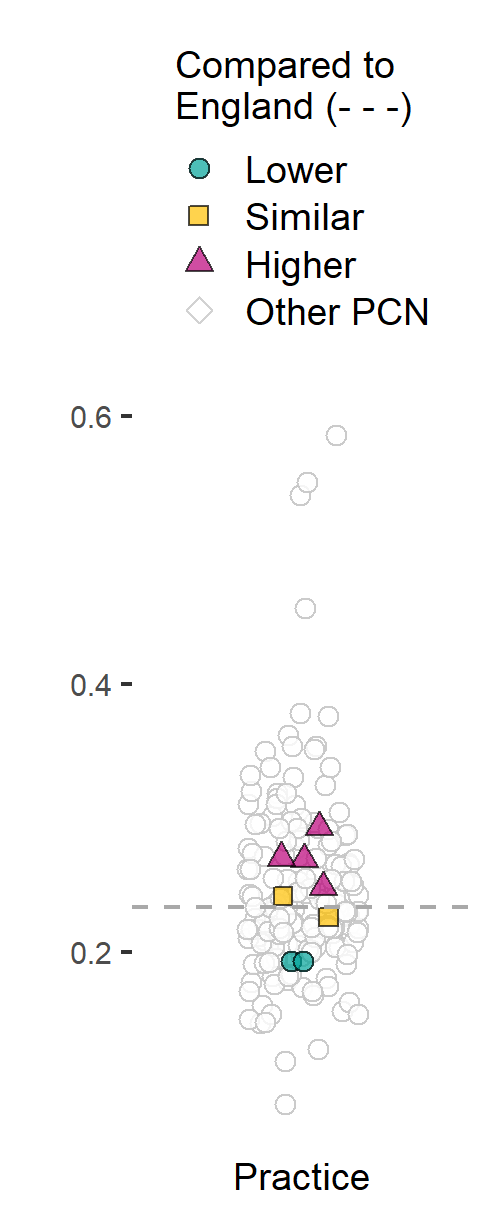 Compared to
England (- - -)
Lower
Similar
Higher
Other PCN
0.6
0.4
0.2
Practice